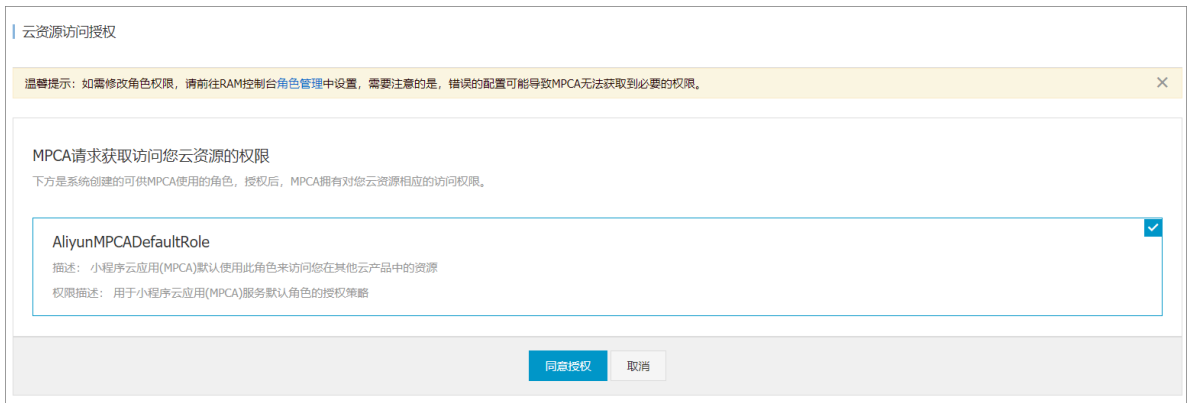 云资源访问授权
温馨提示：如需修改角色权限，请前往RAM控制台角色管理中设置，需要注意的是，错误的配置可能导致MPCA无法获取到必要的权限。
MPCA请求获取访问您云资源的权限
下方是系统创建的可供MPCA使用的角色，授权后，MPCA拥有对您云资源相应的访问权限。
AliyunMPCADefaultRole
描述： 小程序云应用(MPCA)默认使用此角色来访问您在其他云产品中的资源
权限描述： 用于小程序云应用(MPCA)服务默认角色的授权策略
同意授权 取消